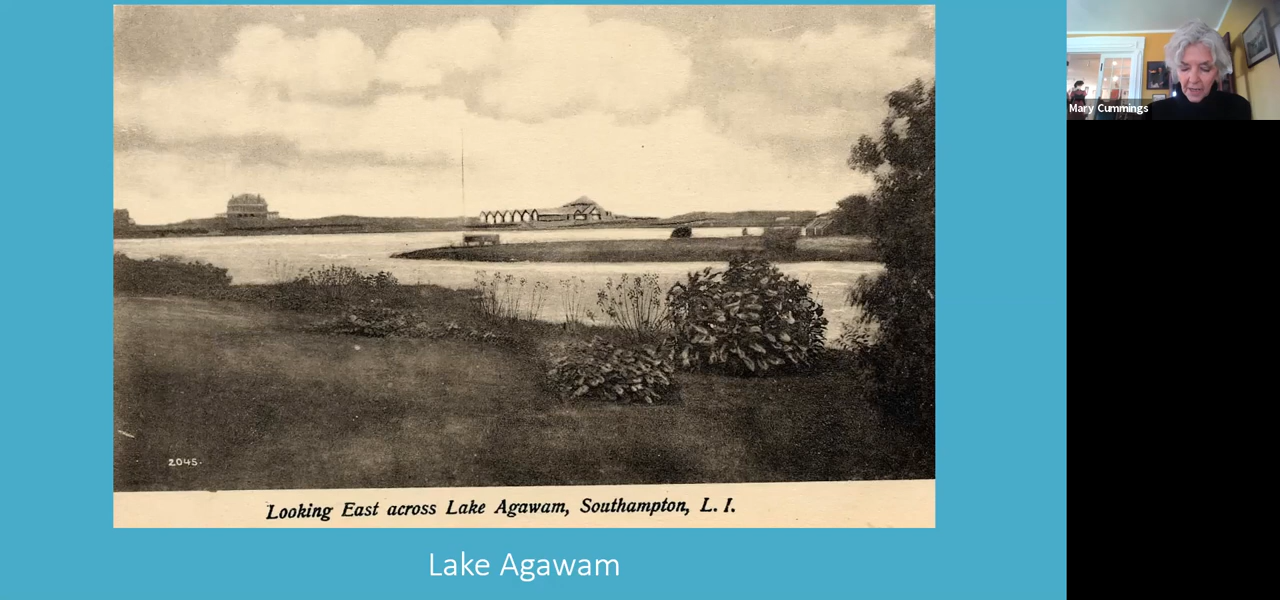 Mary Cummings
2045.
Looking East across Lake Agawam, Southampton, L. I.
Lake Agawam